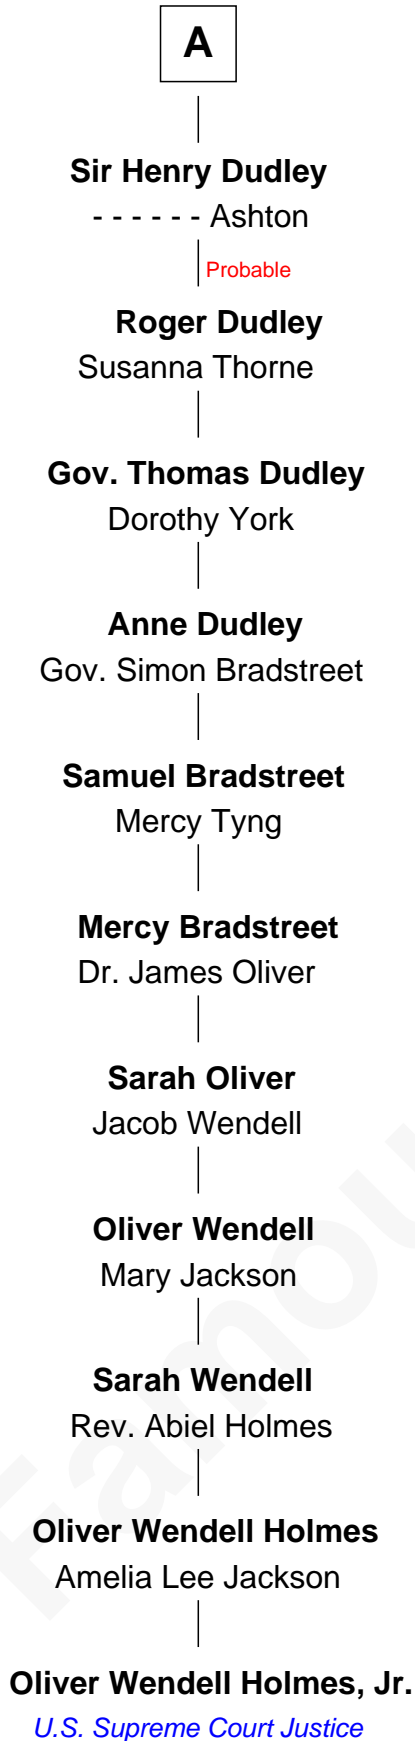 A
Sir Henry Dudley
- - - - - - Ashton
Probable
Roger Dudley
Susanna Thorne
Gov. Thomas Dudley
Dorothy York
Anne Dudley
Gov. Simon Bradstreet
Samuel Bradstreet
Mercy Tyng
Mercy Bradstreet
Dr. James Oliver
Sarah Oliver
Jacob Wendell
Oliver Wendell
Mary Jackson
Sarah Wendell
Rev. Abiel Holmes
Oliver Wendell Holmes
Amelia Lee Jackson
Oliver Wendell Holmes, Jr.
U.S. Supreme Court Justice
Famou